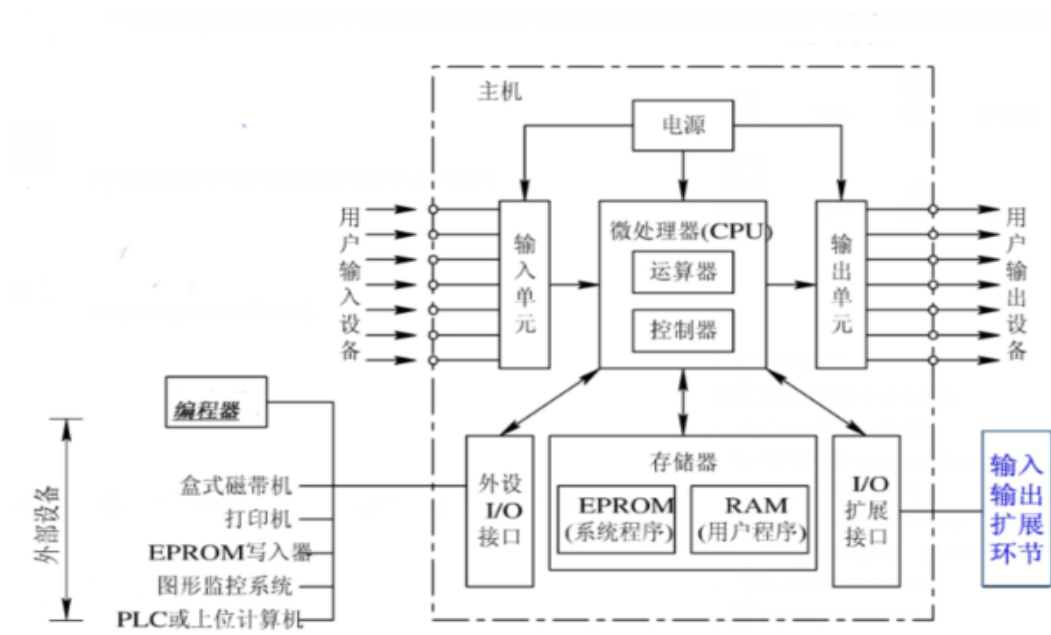 主机
电源
用户输入设备
输入单元
微处理器(CPU)
运算器
控制器
输出单元
用户输出设备
编程器
外部设备
盒式磁带机
打印机
EPROM写入器
图形监控系统
PLC或上位计算机
外设
I/O
接口
存储器
EPROM
(系统程序)
RAM
(用户程序)
I/O
扩展
接口
输入
输出
扩展
环节